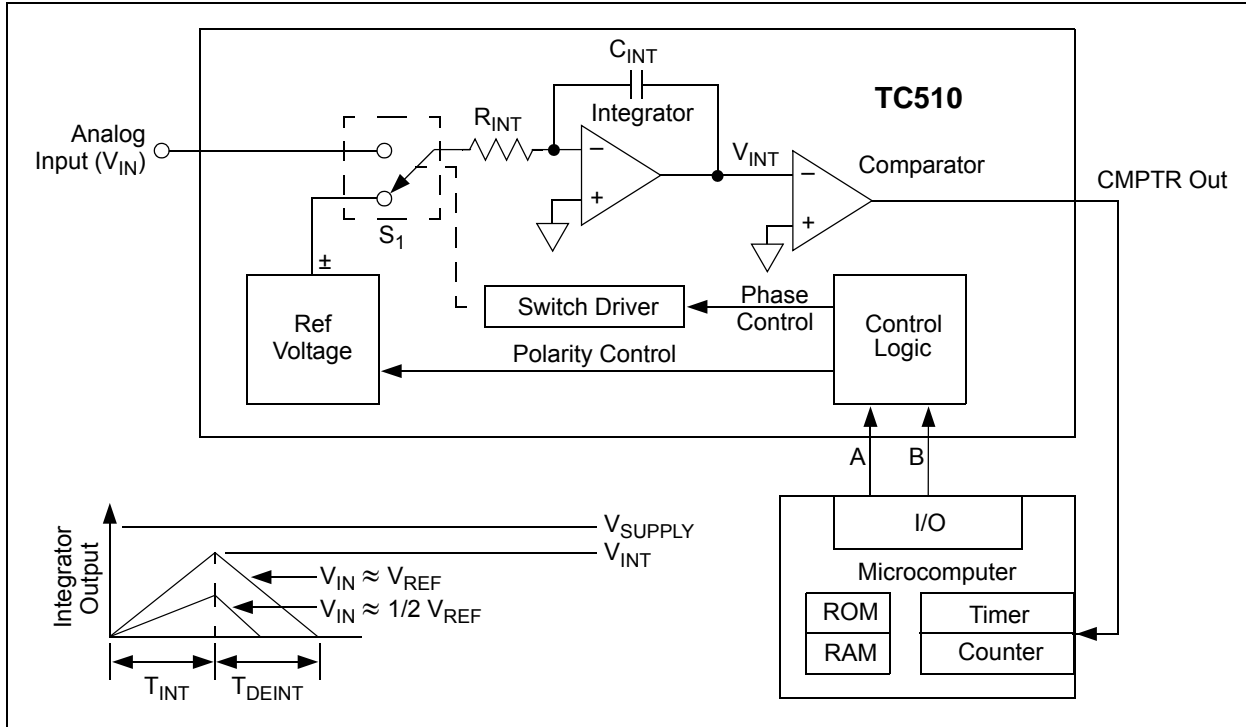 C_INT
TC510
Integrator
R_INT
Analog
Input (V_IN)
V_INT
Comparator
CMPTR Out
−
+
−
+
S₁
±
Ref
Voltage
Switch Driver
Phase
Control
Control
Logic
Polarity Control
A
B
I/O
Microcomputer
ROM
RAM
Timer
Counter
Integrator
Output
V_SUPPLY
V_INT
V_IN ≈ V_REF
V_IN ≈ 1/2 V_REF
T_INT
T_DEINT